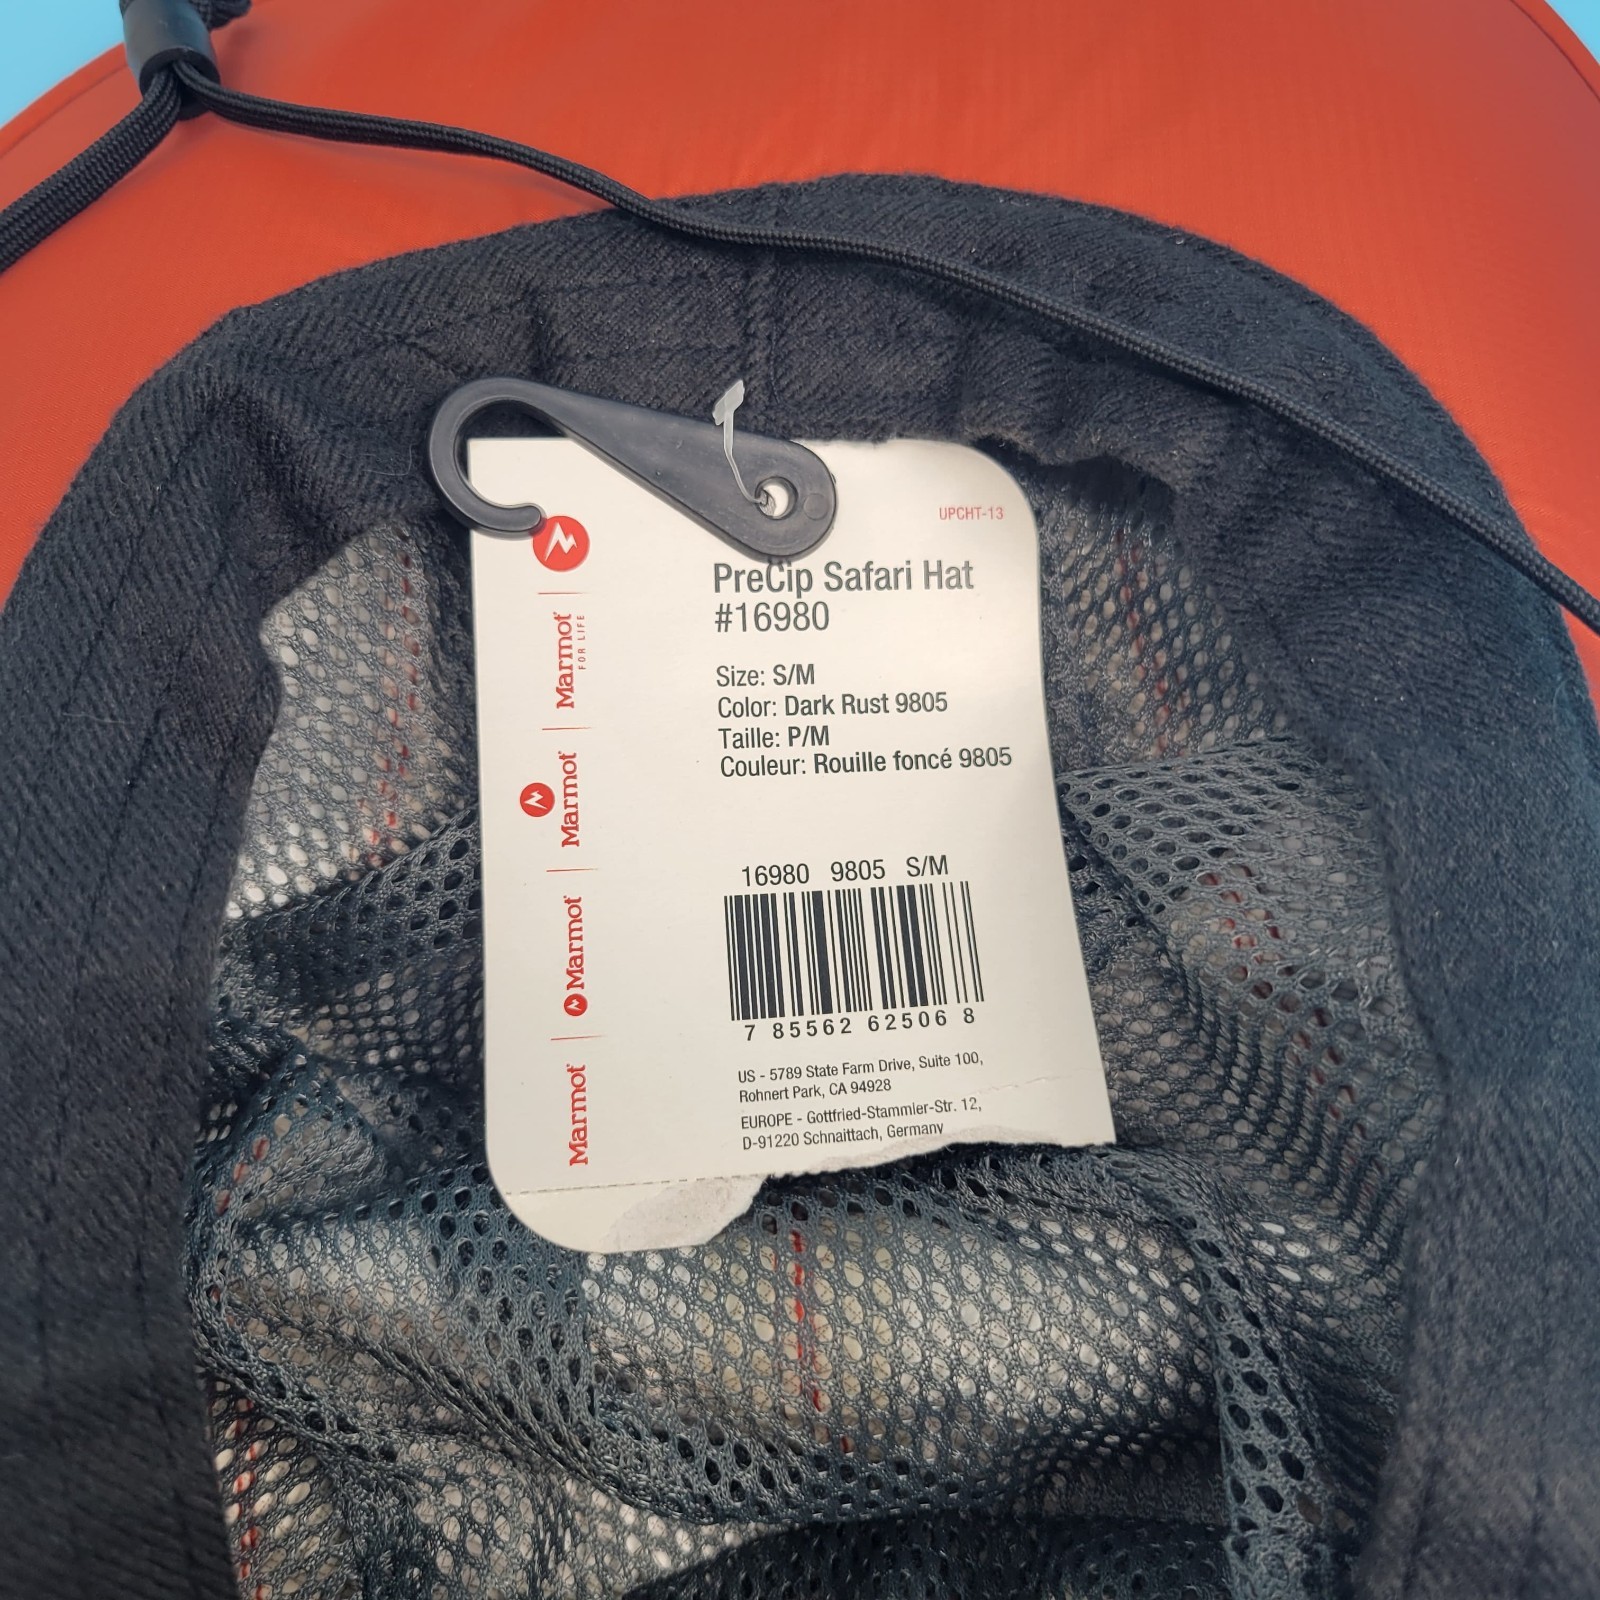 UPCHT-13
PreCip Safari Hat
#16980
Size: S/M
Color: Dark Rust 9805
Taille: P/M
Couleur: Rouille foncé 9805
16980 9805 S/M
7 85562 62506 8
US - 5789 State Farm Drive, Suite 100,
Rohnert Park, CA 94928
EUROPE - Gottfried-Stammler-Str. 12,
D-91220 Schnaittach, Germany
Marmot
FOR LIFE
Marmot
Marmot
Marmot